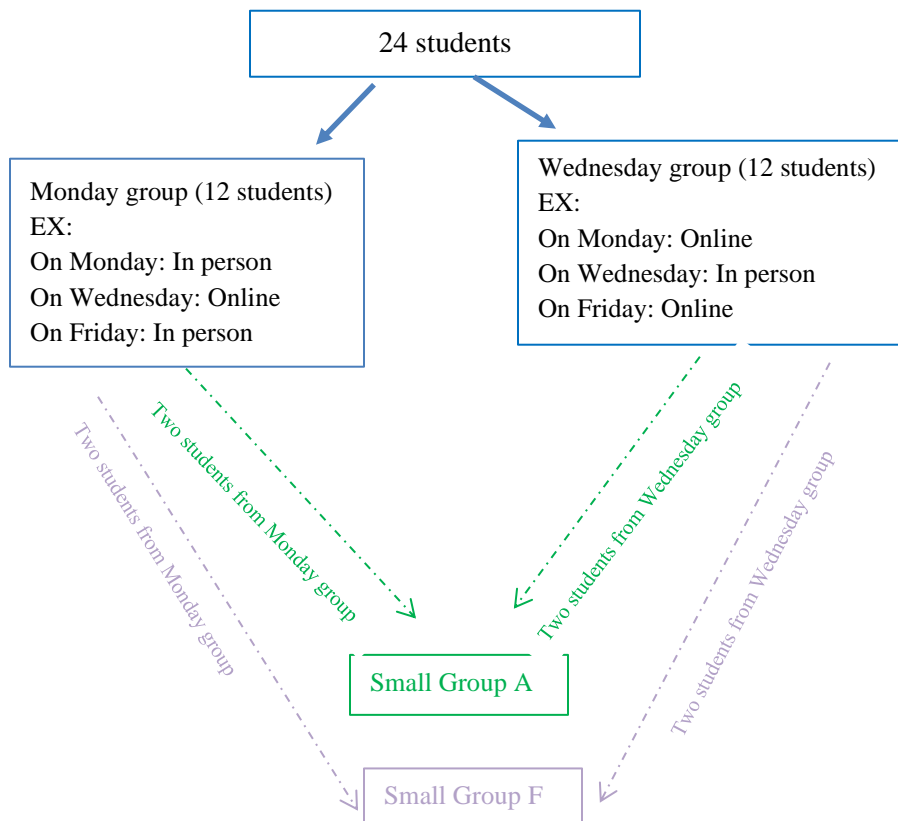 24 students
Monday group (12 students)
EX:
On Monday: In person
On Wednesday: Online
On Friday: In person
Wednesday group (12 students)
EX:
On Monday: Online
On Wednesday: In person
On Friday: Online
Two students from Monday group
Two students from Monday group
Two students from Wednesday group
Two students from Wednesday group
Small Group A
Small Group F